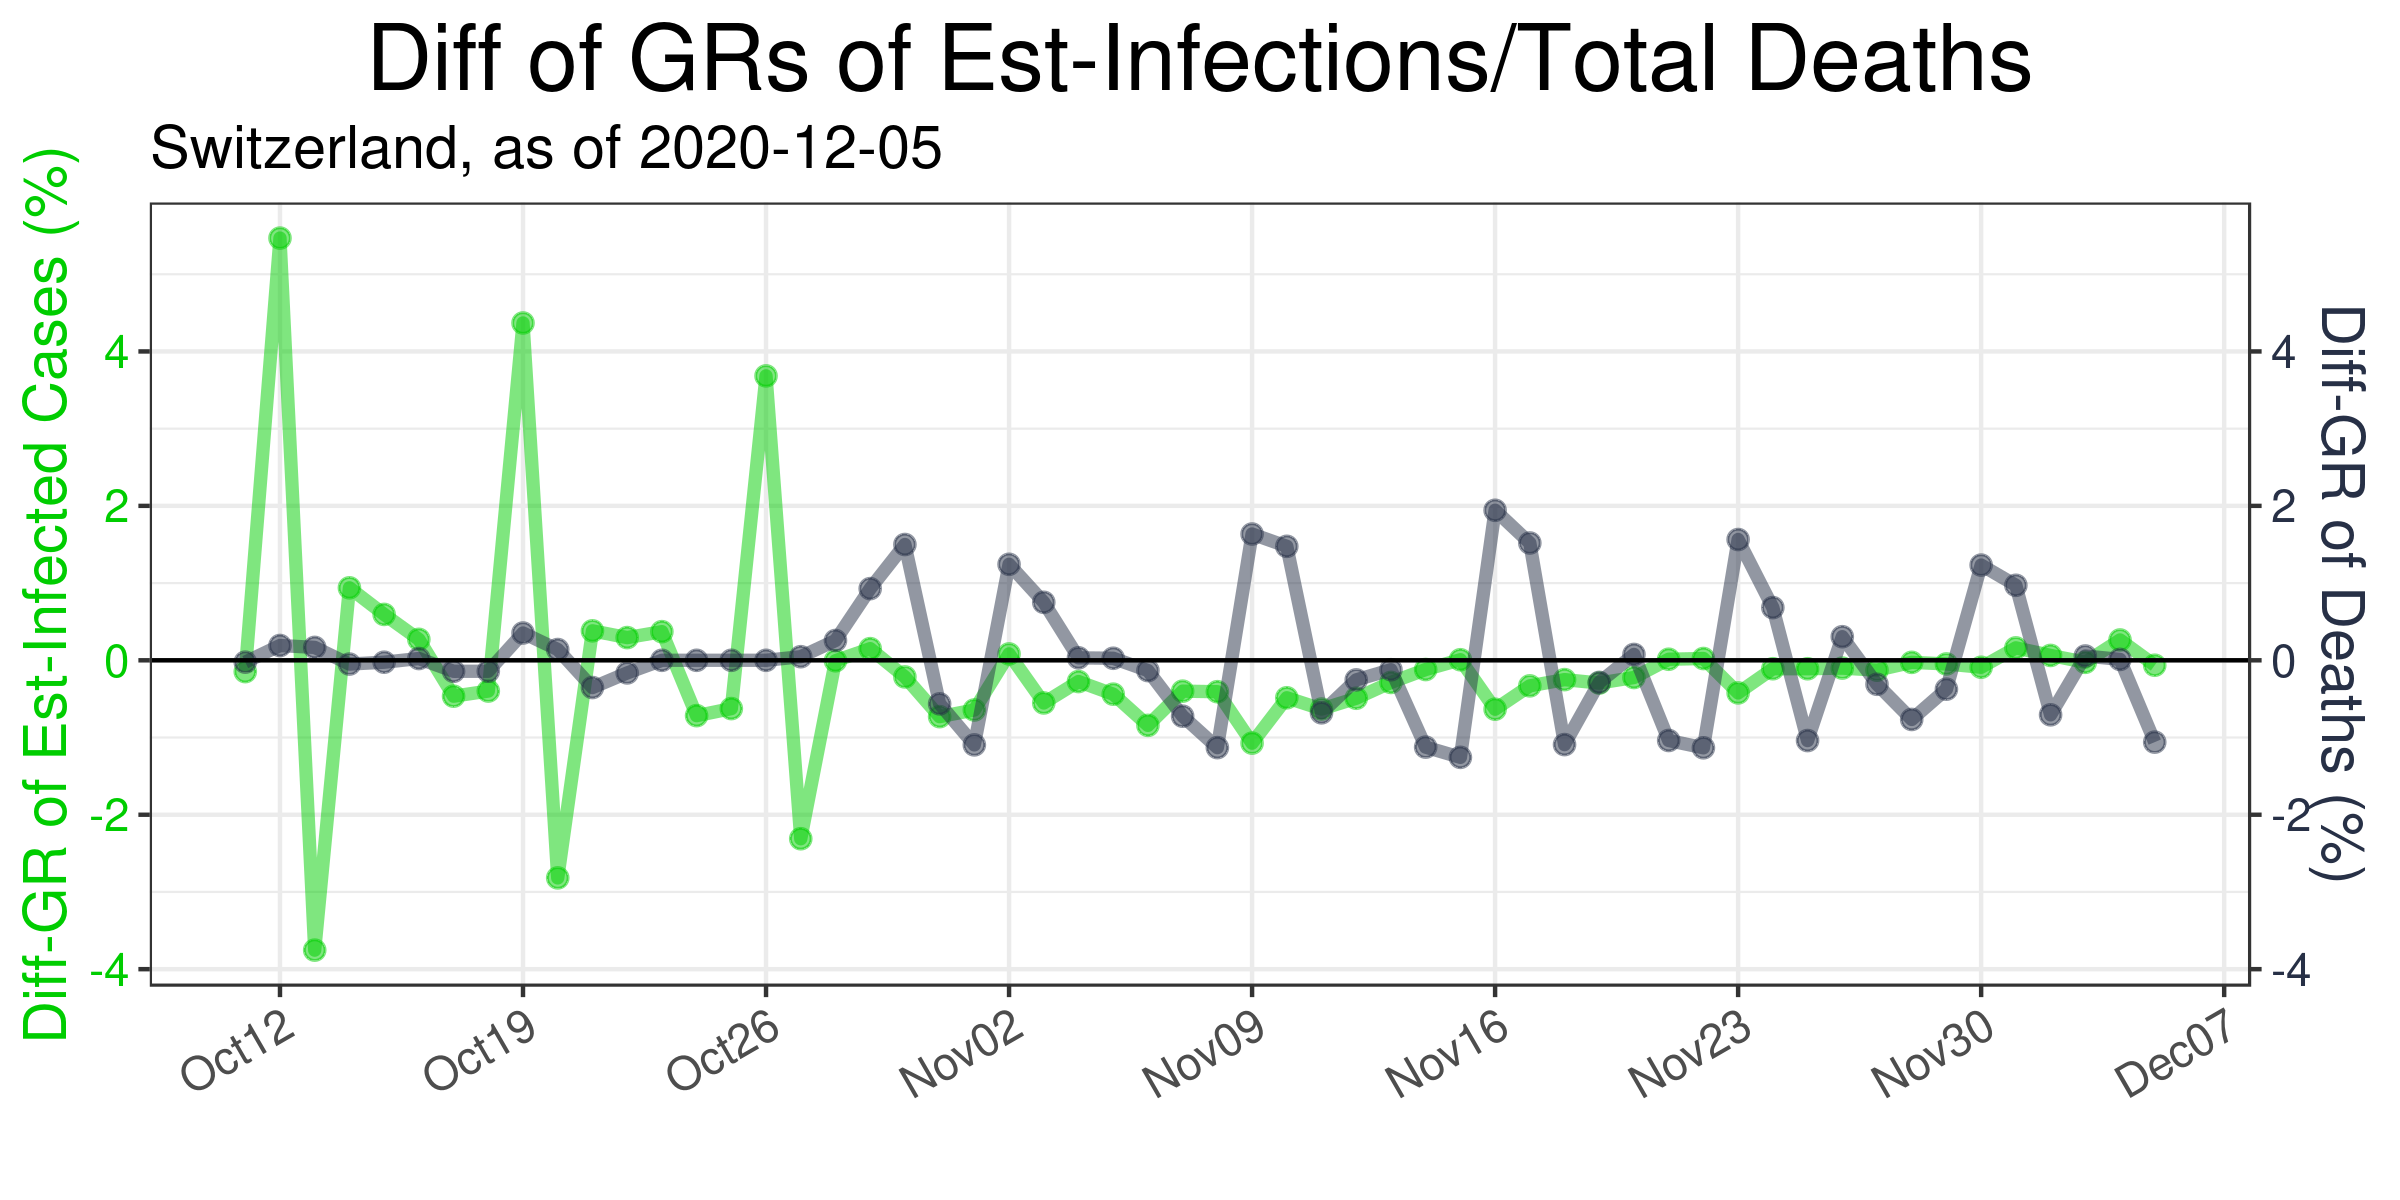 Diff of GRs of Est-Infections/Total Deaths
Switzerland, as of 2020-12-05
Diff-GR of Est-Infected Cases (%)
4
2
0
-2
-4
4
2
0
-2
-4
Diff-GR of Deaths (%)
Oct12
Oct19
Oct26
Nov02
Nov09
Nov16
Nov23
Nov30
Dec07